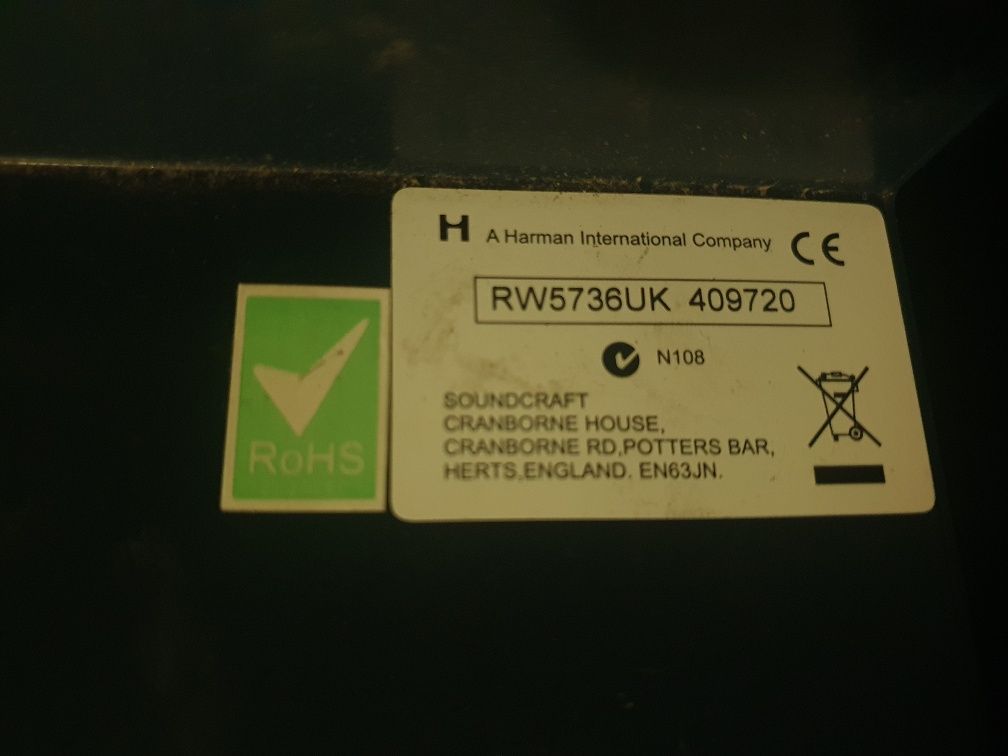 H A Harman International Company CE
RW5736UK 409720
N108
SOUNDCRAFT
CRANBORNE HOUSE,
CRANBORNE RD,POTTERS BAR,
HERTS,ENGLAND. EN63JN.
RoHS